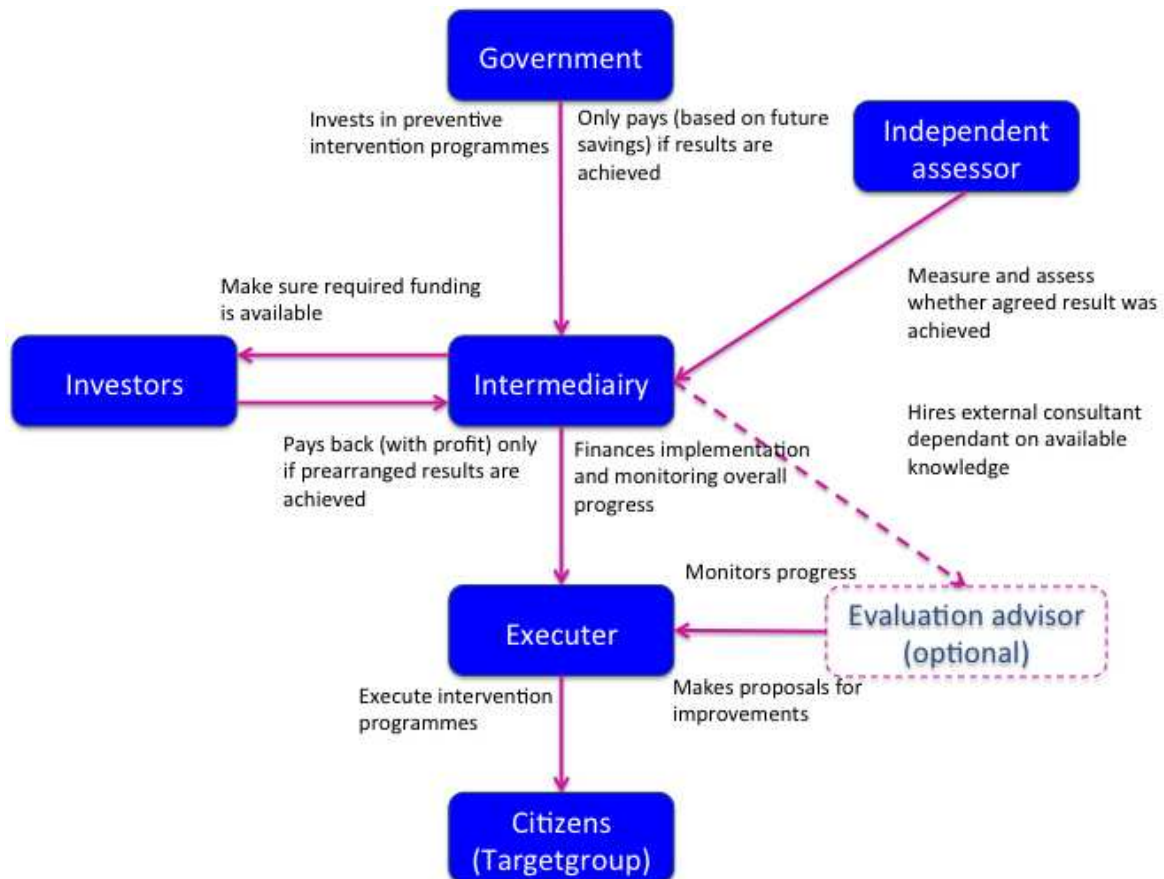 Government
Invests in preventive
intervention programmes
Only pays (based on future
savings) if results are
achieved
Independent
assessor
Make sure required funding
is available
Measure and assess
whether agreed result was
achieved
Investors
Intermediairy
Pays back (with profit) only
if prearranged results are
achieved
Finances implementation
and monitoring overall
progress
Hires external consultant
dependant on available
knowledge
Monitors progress
Executer
Evaluation advisor
(optional)
Execute intervention
programmes
Makes proposals for
improvements
Citizens
(Targetgroup)